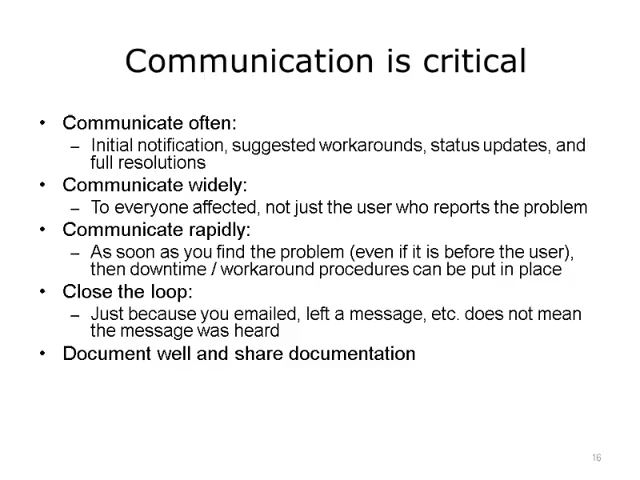 Communication is critical
• Communicate often:
– Initial notification, suggested workarounds, status updates, and
full resolutions
• Communicate widely:
– To everyone affected, not just the user who reports the problem
• Communicate rapidly:
– As soon as you find the problem (even if it is before the user),
then downtime / workaround procedures can be put in place
• Close the loop:
– Just because you emailed, left a message, etc. does not mean
the message was heard
• Document well and share documentation
16